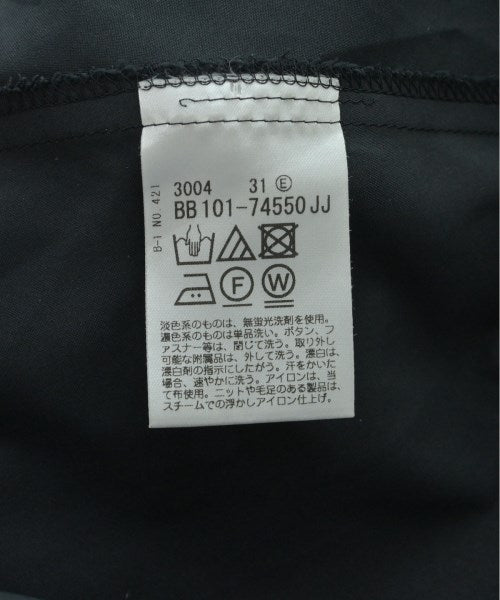 B-1 NO.421
3004 31 Ⓔ
BB101-74550JJ
F W
淡色系のものは、無蛍光洗剤を使用。
濃色系のものは単品洗い。ボタン、フ
ァスナー等は、閉じて洗う。取り外し
可能な附属品は、外して洗う。漂白は、
漂白剤の指示にしたがう。汗をかいた
場合、速やかに洗う。アイロンは、当
て布使用。ニットや毛足のある製品は、
スチームでの浮かしアイロン仕上げ。